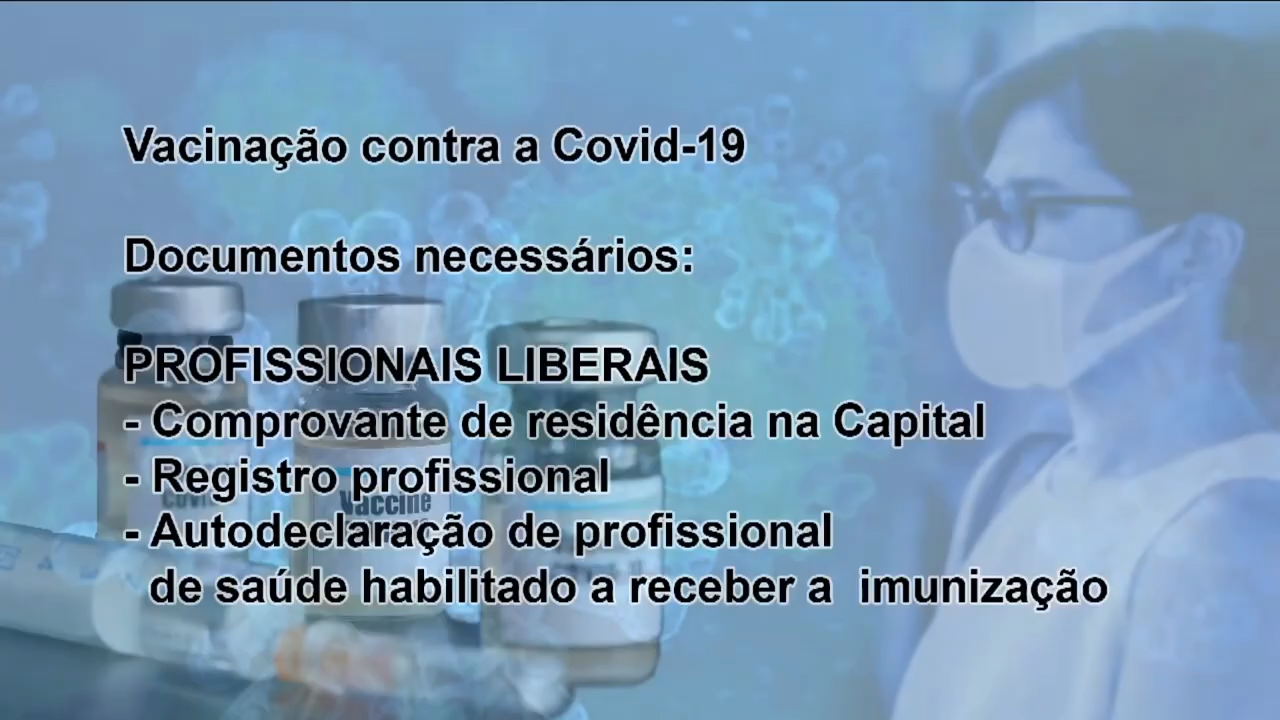 Vacinação contra a Covid-19
Documentos necessários:
PROFISSIONAIS LIBERAIS
- Comprovante de residência na Capital
- Registro profissional
- Autodeclaração de profissional
de saúde habilitado a receber a imunização
Vaccine